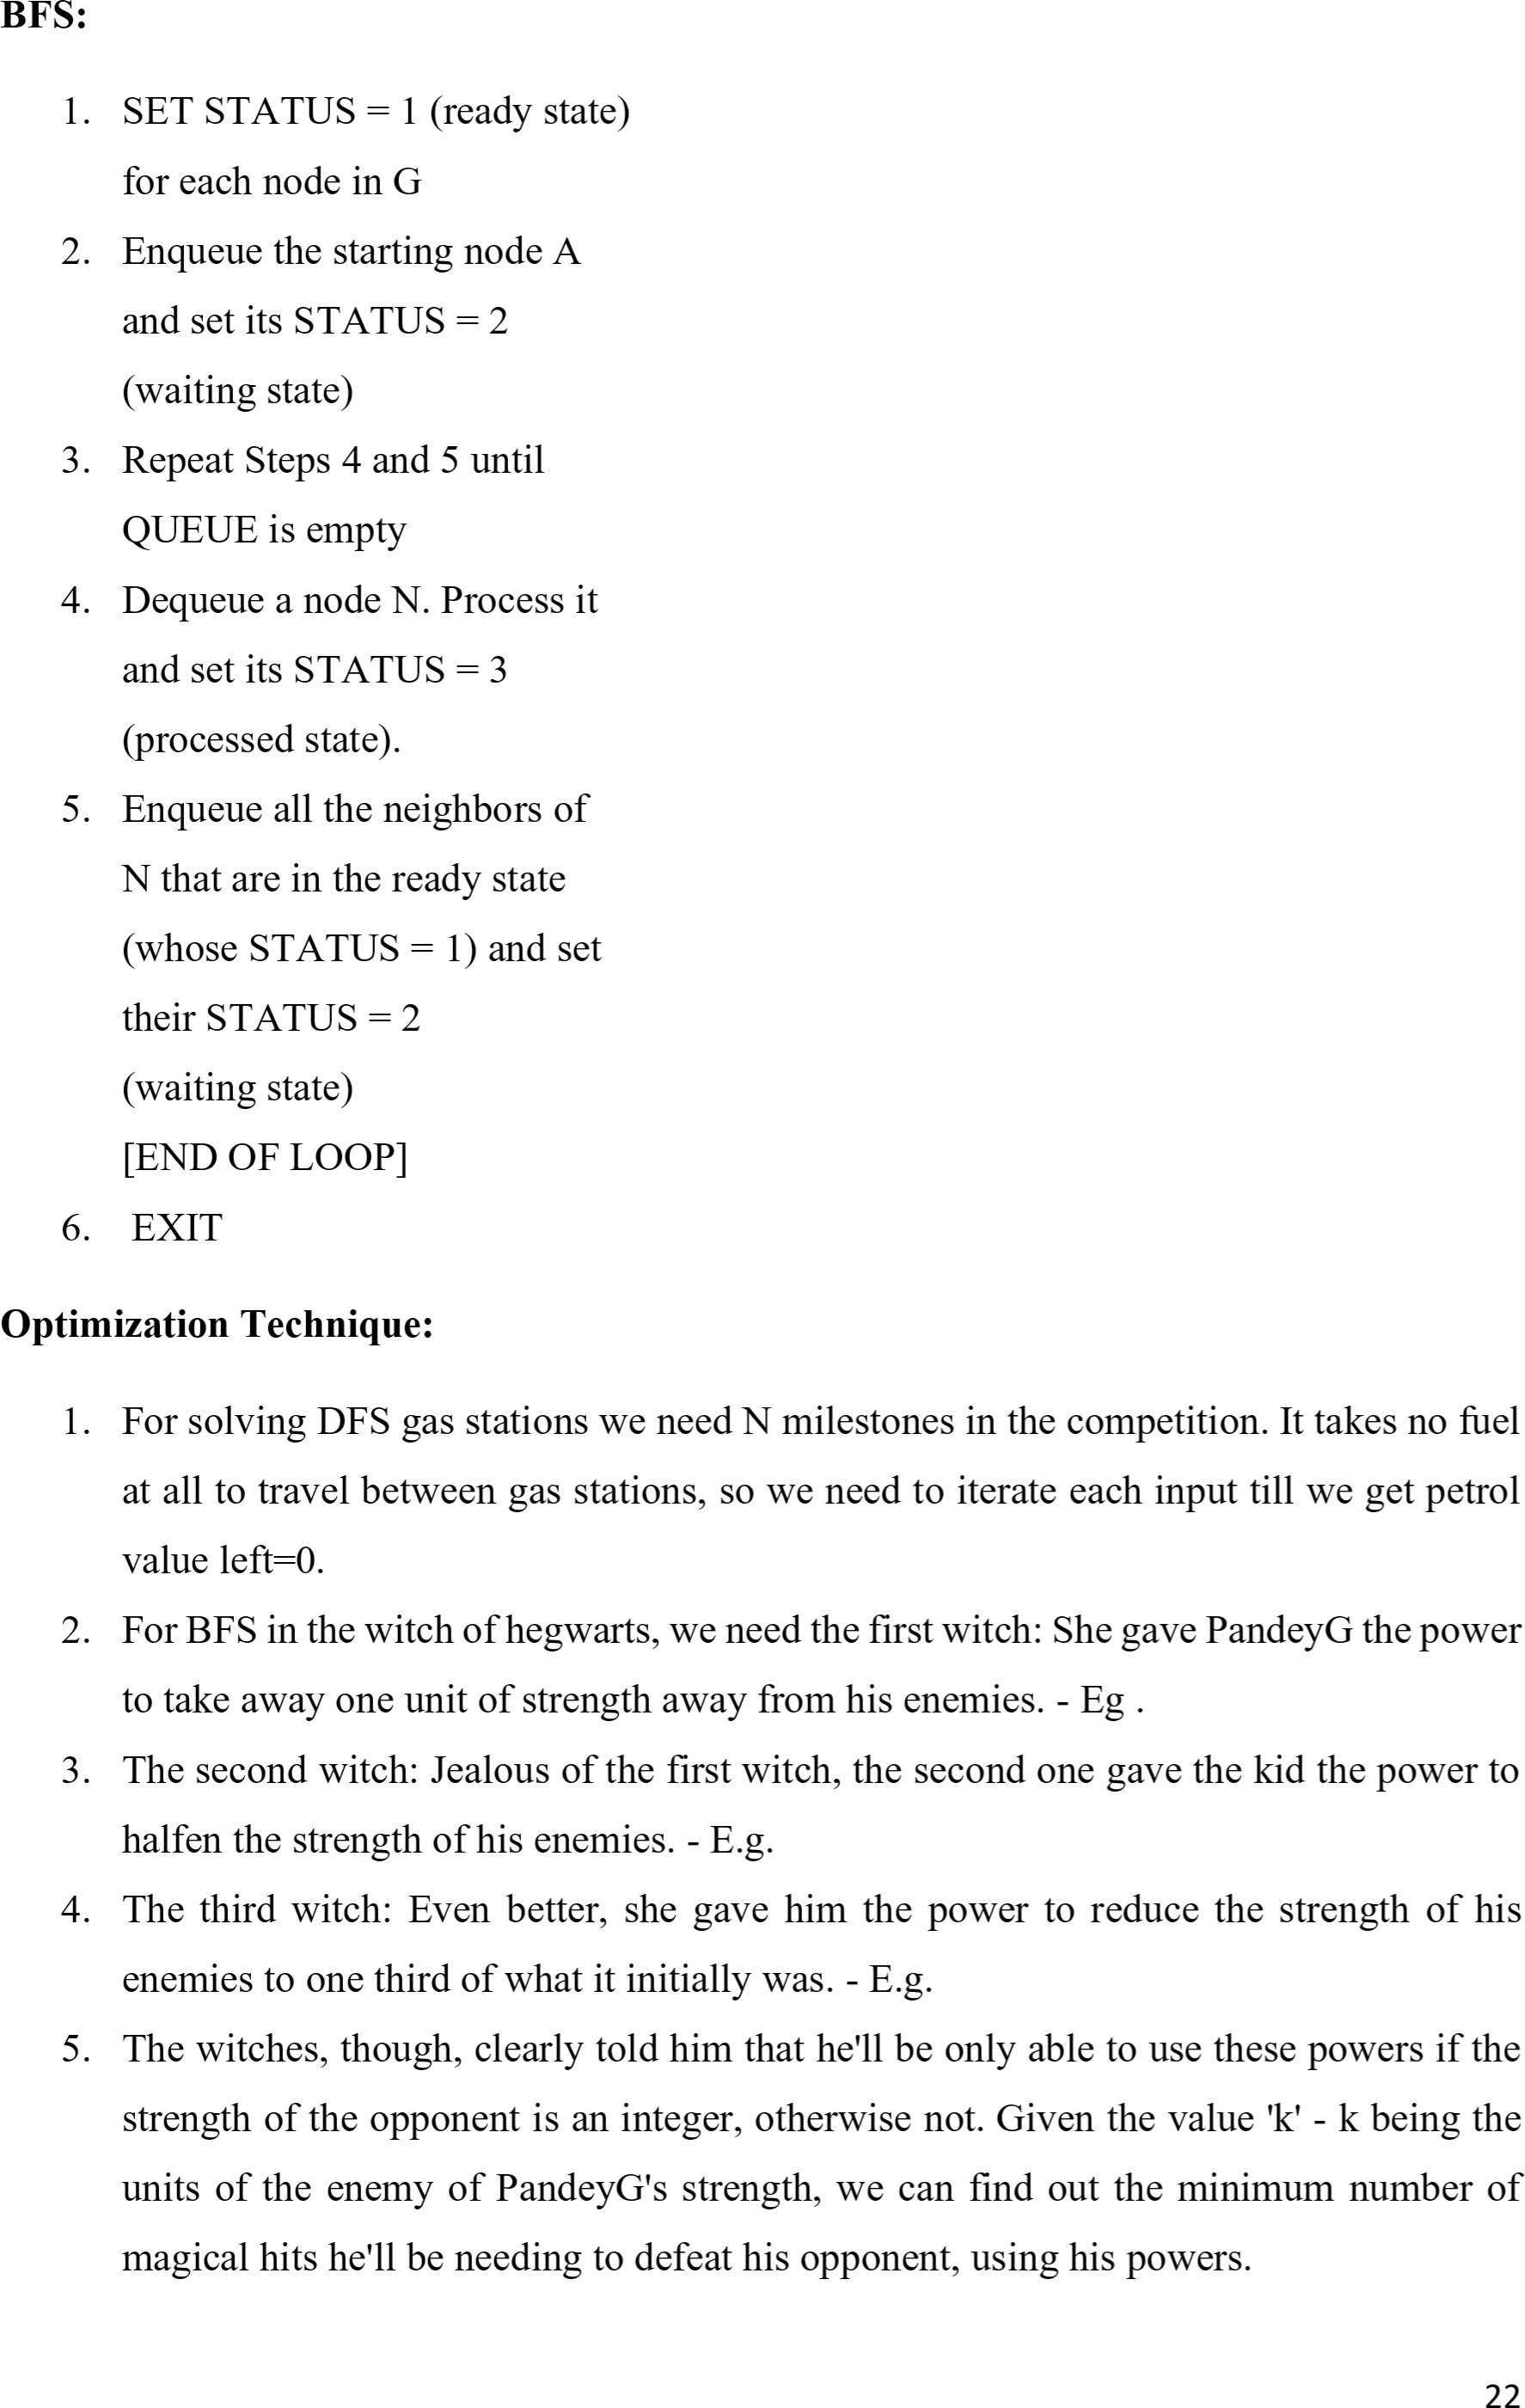 BFS:
1. SET STATUS = 1 (ready state)
for each node in G
2. Enqueue the starting node A
and set its STATUS = 2
(waiting state)
3. Repeat Steps 4 and 5 until
QUEUE is empty
4. Dequeue a node N. Process it
and set its STATUS = 3
(processed state).
5. Enqueue all the neighbors of
N that are in the ready state
(whose STATUS = 1) and set
their STATUS = 2
(waiting state)
[END OF LOOP]
6. EXIT
Optimization Technique:
1. For solving DFS gas stations we need N milestones in the competition. It takes no fuel
at all to travel between gas stations, so we need to iterate each input till we get petrol
value left=0.
2. For BFS in the witch of hegwarts, we need the first witch: She gave PandeyG the power
to take away one unit of strength away from his enemies. - Eg .
3. The second witch: Jealous of the first witch, the second one gave the kid the power to
halfen the strength of his enemies. - E.g.
4. The third witch: Even better, she gave him the power to reduce the strength of his
enemies to one third of what it initially was. - E.g.
5. The witches, though, clearly told him that he'll be only able to use these powers if the
strength of the opponent is an integer, otherwise not. Given the value 'k' - k being the
units of the enemy of PandeyG's strength, we can find out the minimum number of
magical hits he'll be needing to defeat his opponent, using his powers.
22